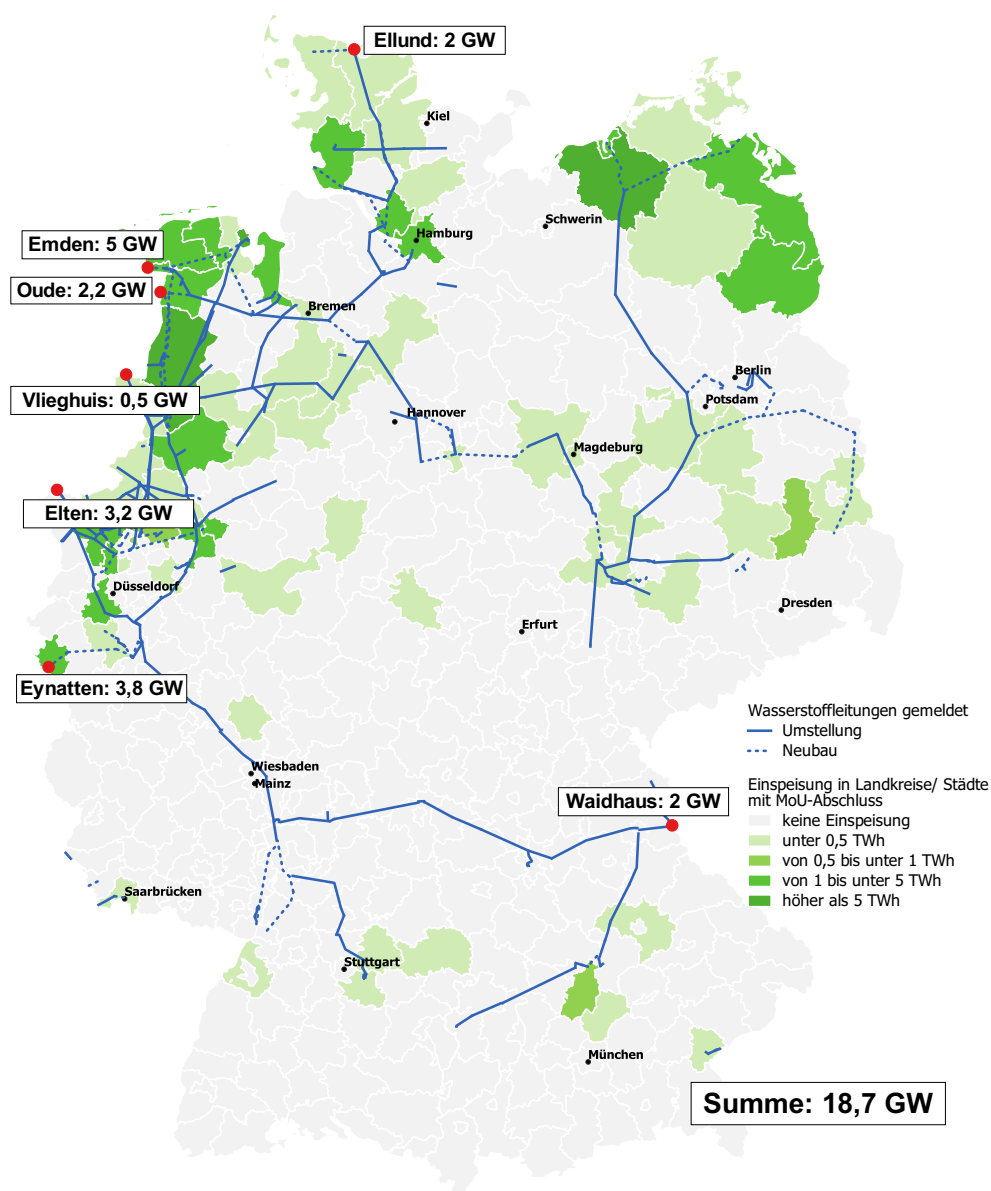 Ellund: 2 GW
Kiel
Schwerin
Hamburg
Emden: 5 GW
Oude: 2,2 GW
Bremen
Berlin
Vlieghuis: 0,5 GW
Potsdam
Hannover
Magdeburg
Elten: 3,2 GW
Düsseldorf
Dresden
Erfurt
Eynatten: 3,8 GW
Wasserstoffleitungen gemeldet
Umstellung
Neubau
Wiesbaden
Mainz
Einspeisung in Landkreise/ Städte
mit MoU-Abschluss
Waidhaus: 2 GW
keine Einspeisung
unter 0,5 TWh
von 0,5 bis unter 1 TWh
von 1 bis unter 5 TWh
höher als 5 TWh
Saarbrücken
Stuttgart
München
Summe: 18,7 GW